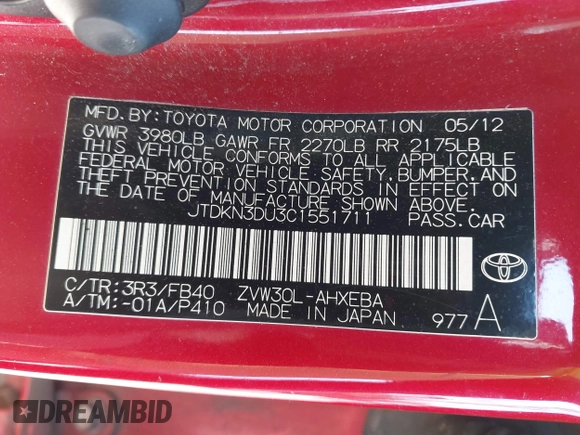 MFD.BY:TOYOTA MOTOR CORPORATION 05/12
GVWR 3980LB GAWR FR 2270LB RR 2175LB
THIS VEHICLE CONFORMS TO ALL APPLICABLE
FEDERAL MOTOR VEHICLE SAFETY,BUMPER,AND
THEFT PREVENTION STANDARDS IN EFFECT ON
THE DATE OF MANUFACTURE SHOWN ABOVE.
JTDKN3DU3C1551711 PASS.CAR
C/TR:3R3/FB40 ZVW30L-AHXEBA
A/TM:-01A/P410 MADE IN JAPAN 977 A
TOYOTA
DREAMBID